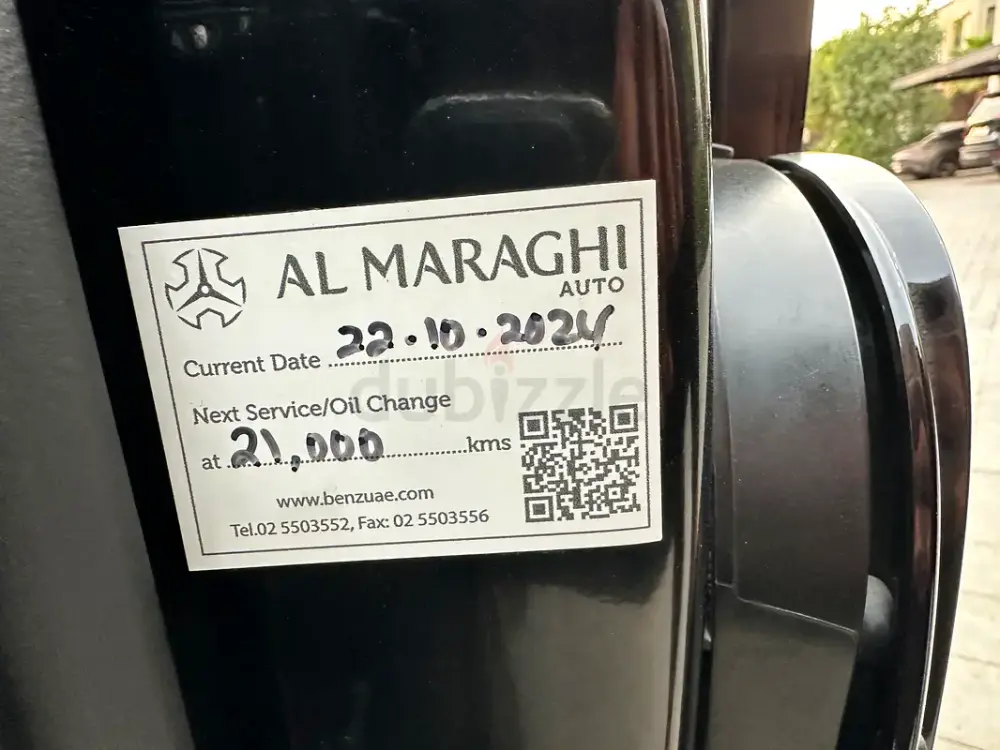 AL MARAGHI
AUTO
Current Date 22.10.2024
Next Service/Oil Change
at 21,000 kms
www.benzuae.com
Tel.02 5503552, Fax: 02 5503556
dubizzle